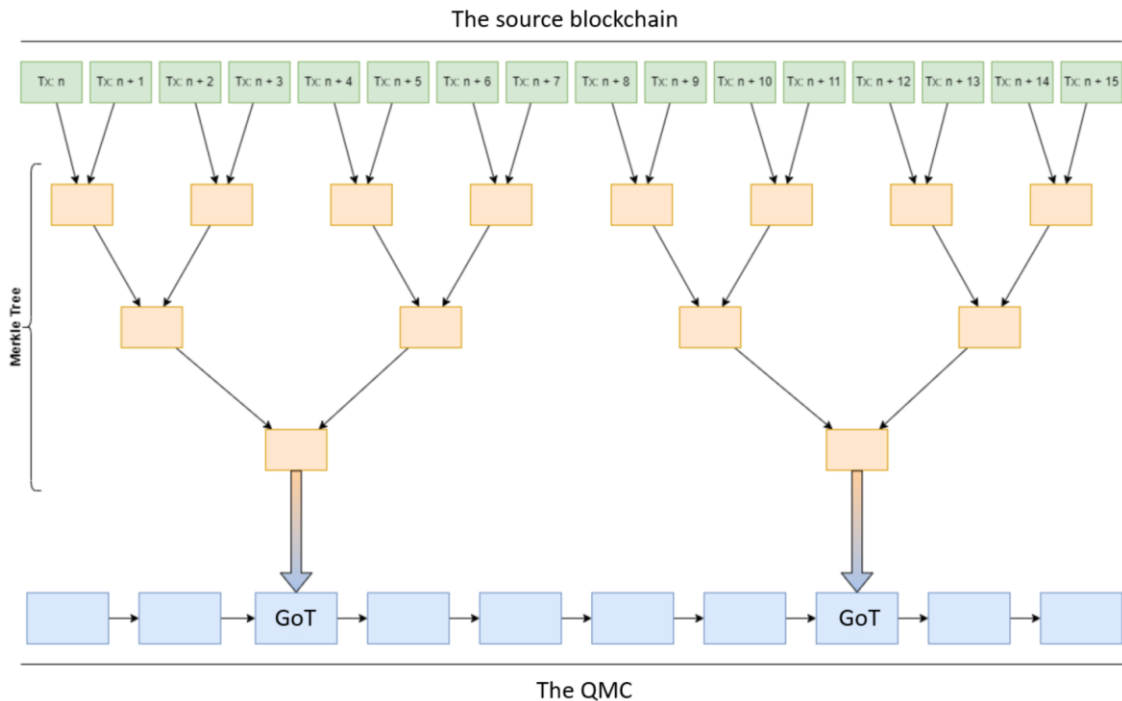 The source blockchain
Tx: n
Tx: n + 1
Tx: n + 2
Tx: n + 3
Tx: n + 4
Tx: n + 5
Tx: n + 6
Tx: n + 7
Tx: n + 8
Tx: n + 9
Tx: n + 10
Tx: n + 11
Tx: n + 12
Tx: n + 13
Tx: n + 14
Tx: n + 15
Merkle Tree
GoT
GoT
The QMC